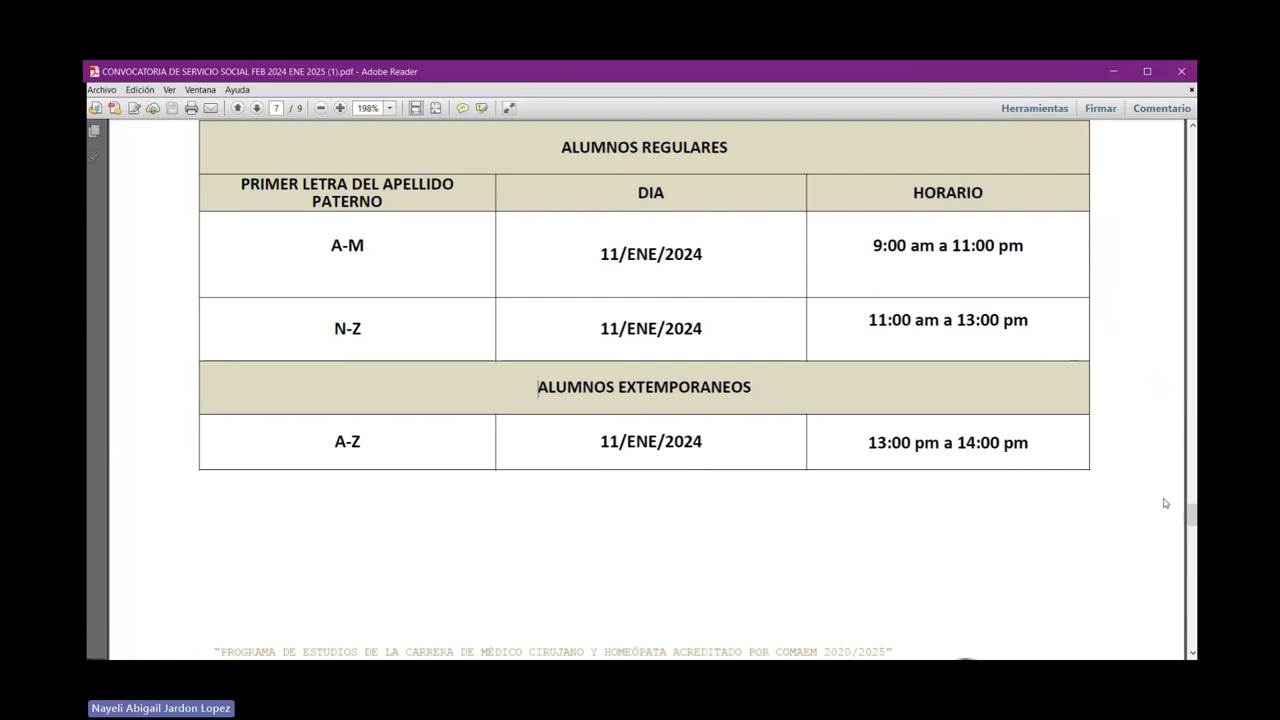 CONVOCATORIA DE SERVICIO SOCIAL FEB 2024 ENE 2025 (1).pdf - Adobe Reader
Archivo Edición Ver Ventana Ayuda
7 / 9 198% Herramientas Firmar Comentario
ALUMNOS REGULARES
PRIMER LETRA DEL APELLIDO
PATERNO
DIA
HORARIO
A-M
11/ENE/2024
9:00 am a 11:00 pm
N-Z
11/ENE/2024
11:00 am a 13:00 pm
ALUMNOS EXTEMPORANEOS
A-Z
11/ENE/2024
13:00 pm a 14:00 pm
“PROGRAMA DE ESTUDIOS DE LA CARRERA DE MÉDICO CIRUJANO Y HOMEÓPATA ACREDITADO POR COMAEM 2020/2025”
Nayeli Abigail Jardon Lopez